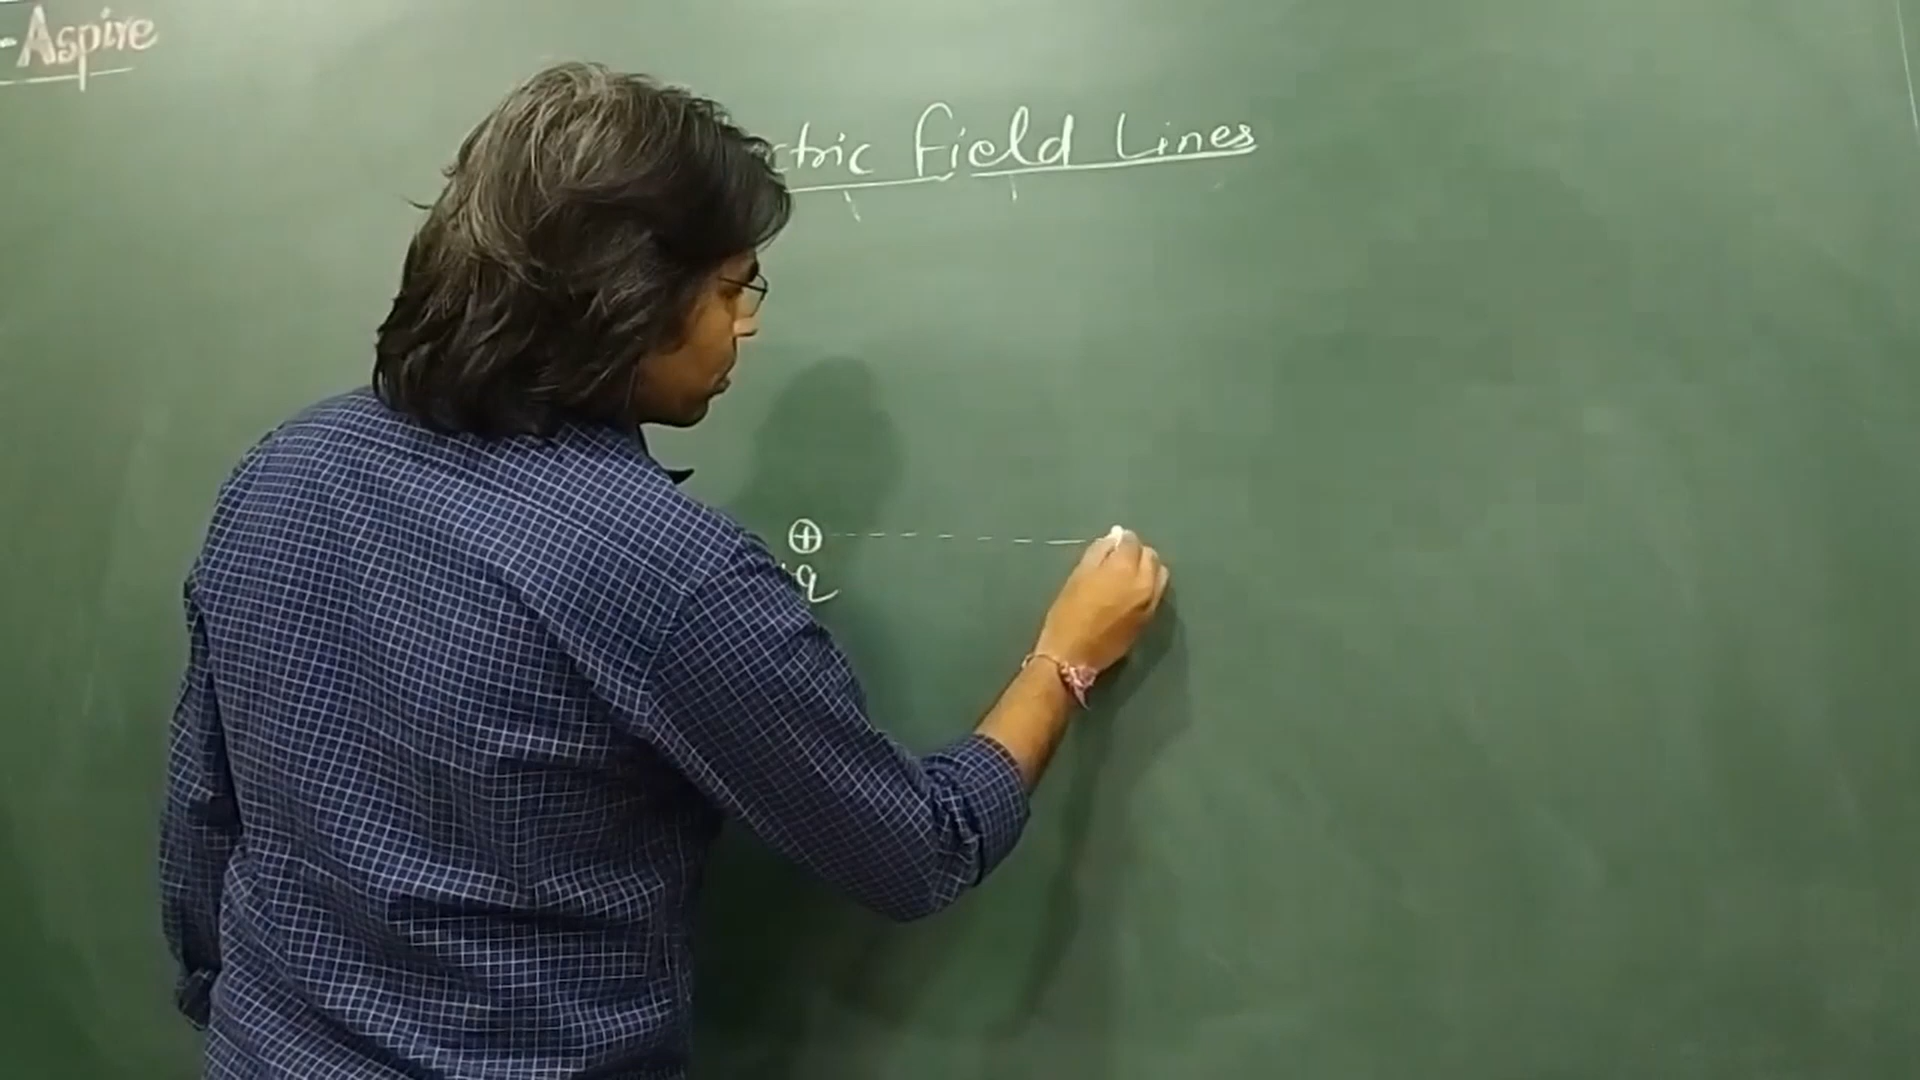 -Aspire
ctric Field Lines
+
q